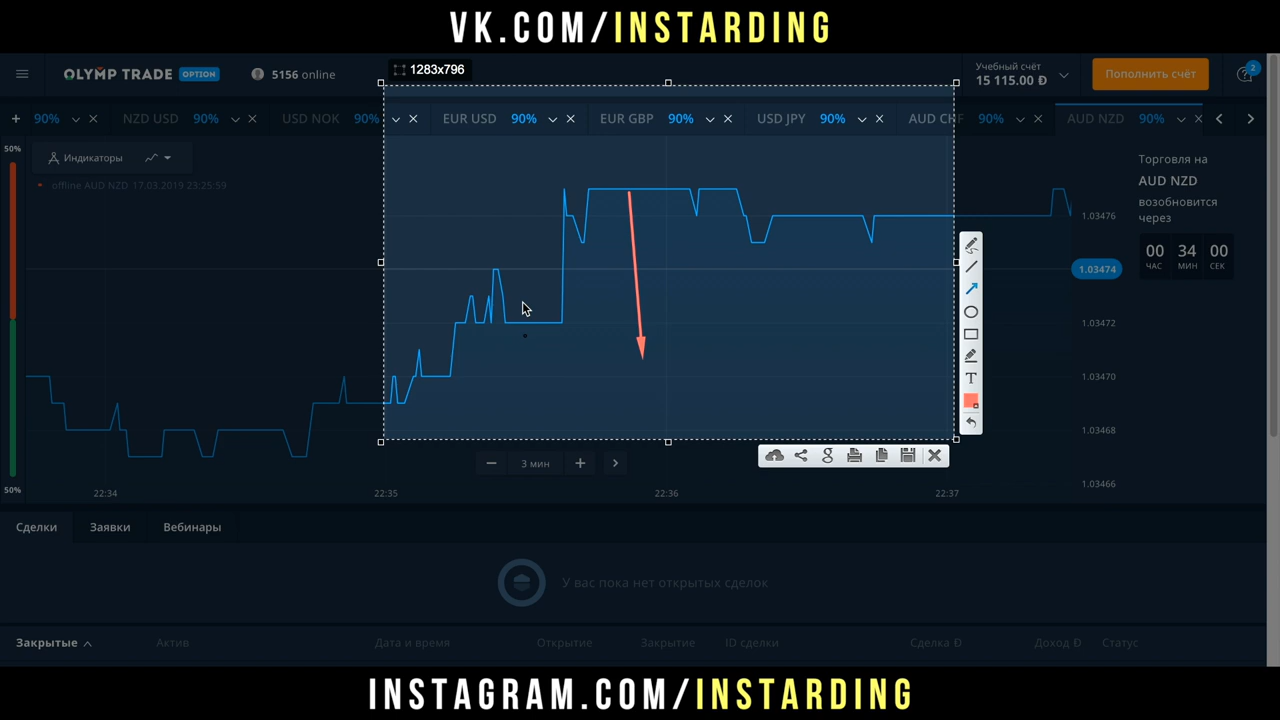 VK.COM/INSTARDING
1283x796
OLYMP TRADE OPTION
5156 online
Учебный счёт
15 115.00 Đ
Пополнить счёт
2
+ 90% NZD USD 90% USD NOK 90% EUR USD 90% EUR GBP 90% USD JPY 90% AUD CHF 90% AUD NZD 90%
50%
Индикаторы
offline AUD NZD 17.03.2019 23:25:59
Торговля на
AUD NZD
возобновится
через
00 34 00
ЧАС МИН СЕК
1.03476
1.03474
1.03472
1.03470
1.03468
1.03466
T
g
3 мин
50%
22:34 22:35 22:36 22:37
Сделки Заявки Вебинары
У вас пока нет открытых сделок
Закрытые Актив Дата и время Открытие Закрытие ID сделки Сделка Đ Доход Đ Статус
INSTAGRAM.COM/INSTARDING